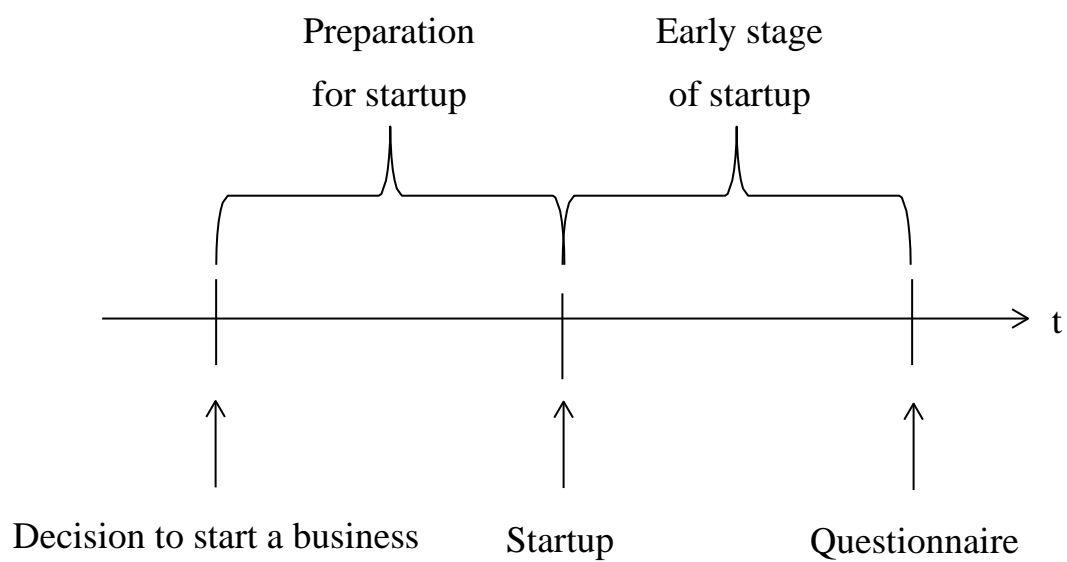 Preparation
for startup
Early stage
of startup
t
Decision to start a business
Startup
Questionnaire